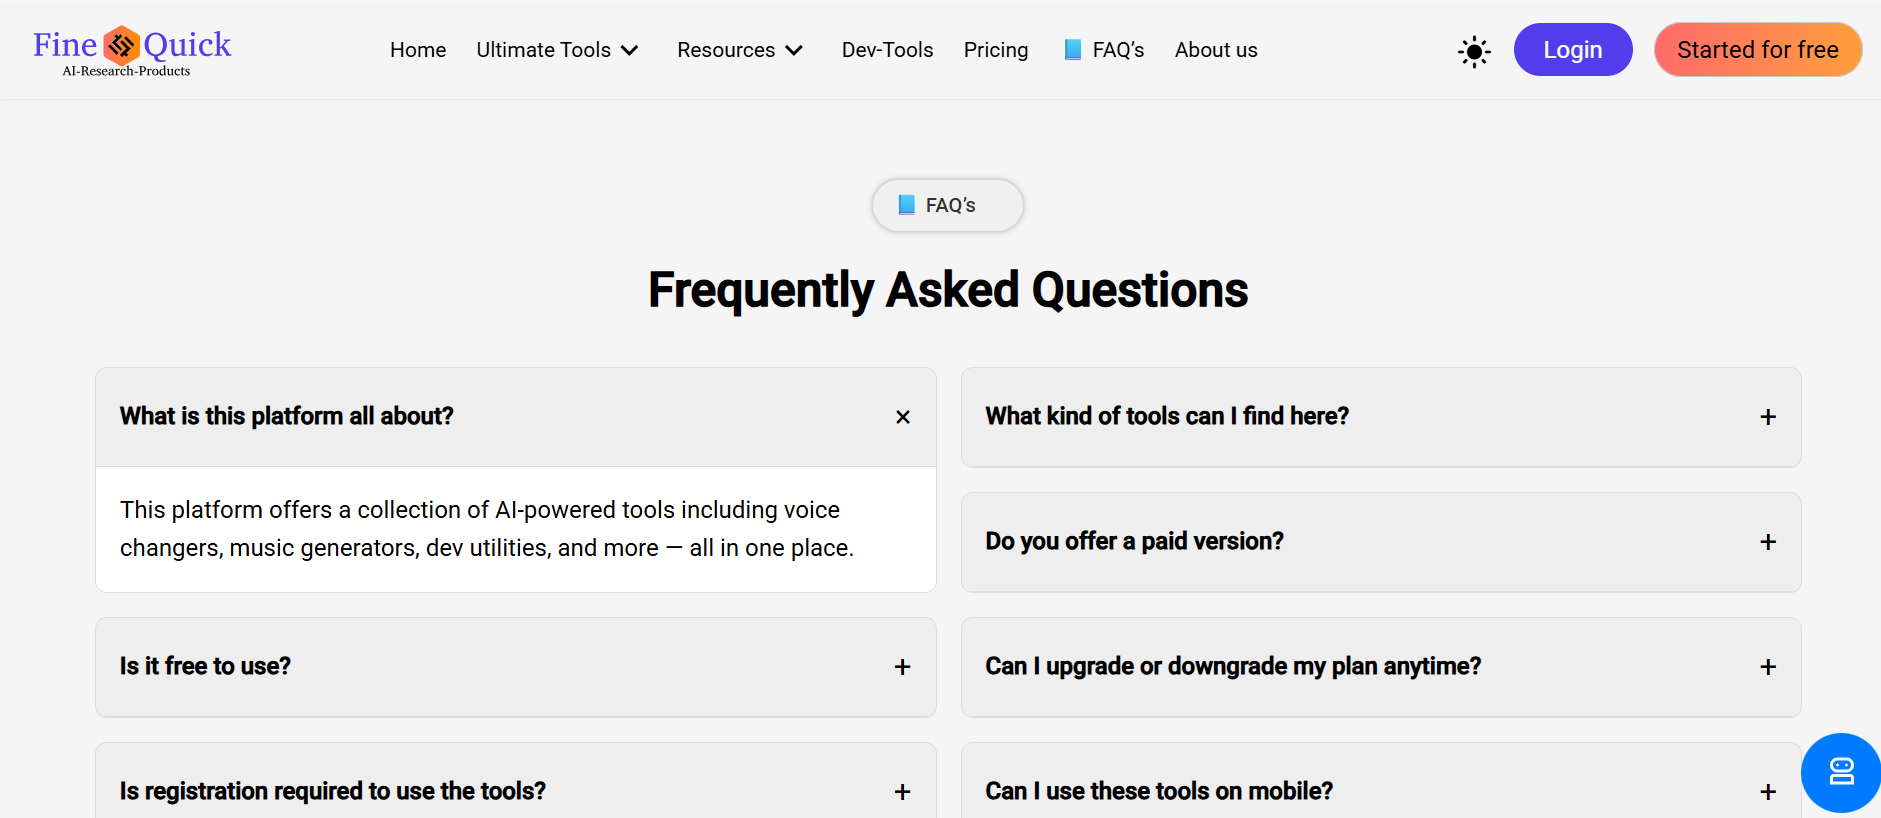 Fine Quick
AI-Research-Products
Home
Ultimate Tools
Resources
Dev-Tools
Pricing
FAQ’s
About us
Login
Started for free
FAQ’s
Frequently Asked Questions
What is this platform all about?
This platform offers a collection of AI-powered tools including voice
changers, music generators, dev utilities, and more — all in one place.
Is it free to use?
Is registration required to use the tools?
What kind of tools can I find here?
Do you offer a paid version?
Can I upgrade or downgrade my plan anytime?
Can I use these tools on mobile?